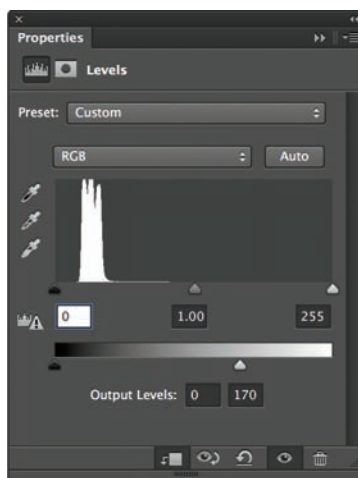 Properties
Levels
Preset: Custom
RGB Auto
0 1.00 255
Output Levels: 0 170